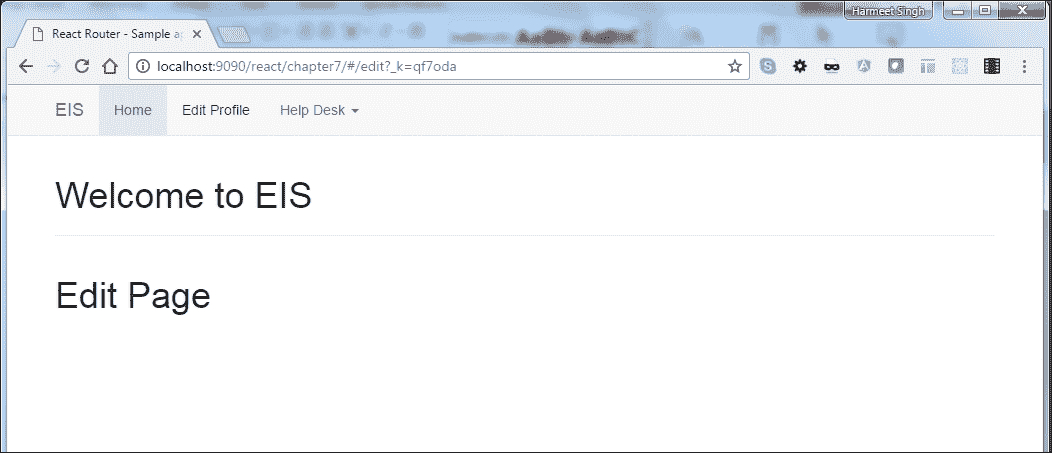 Harmeet Singh
React Router - Sample a
localhost:9090/react/chapter7/#/edit?_k=qf7oda
EIS Home Edit Profile Help Desk
Welcome to EIS
Edit Page